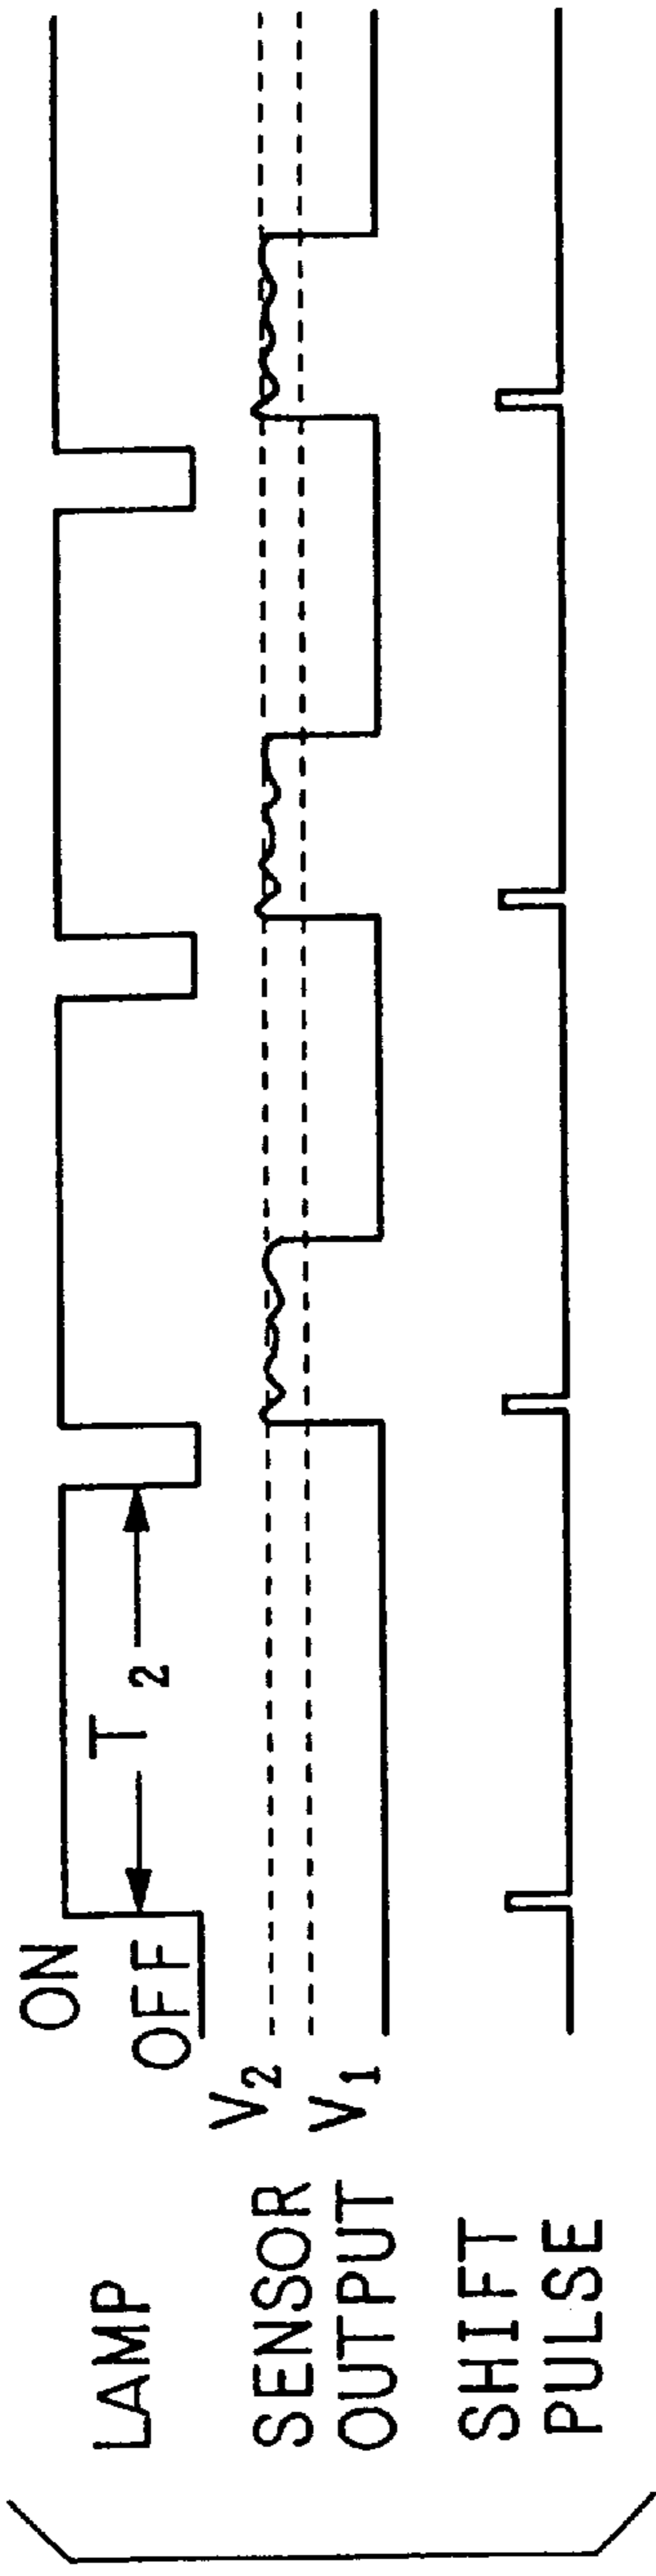 LAMP
ON
OFF
T2
SENSOR
OUTPUT
V2
V1
SHIFT
PULSE